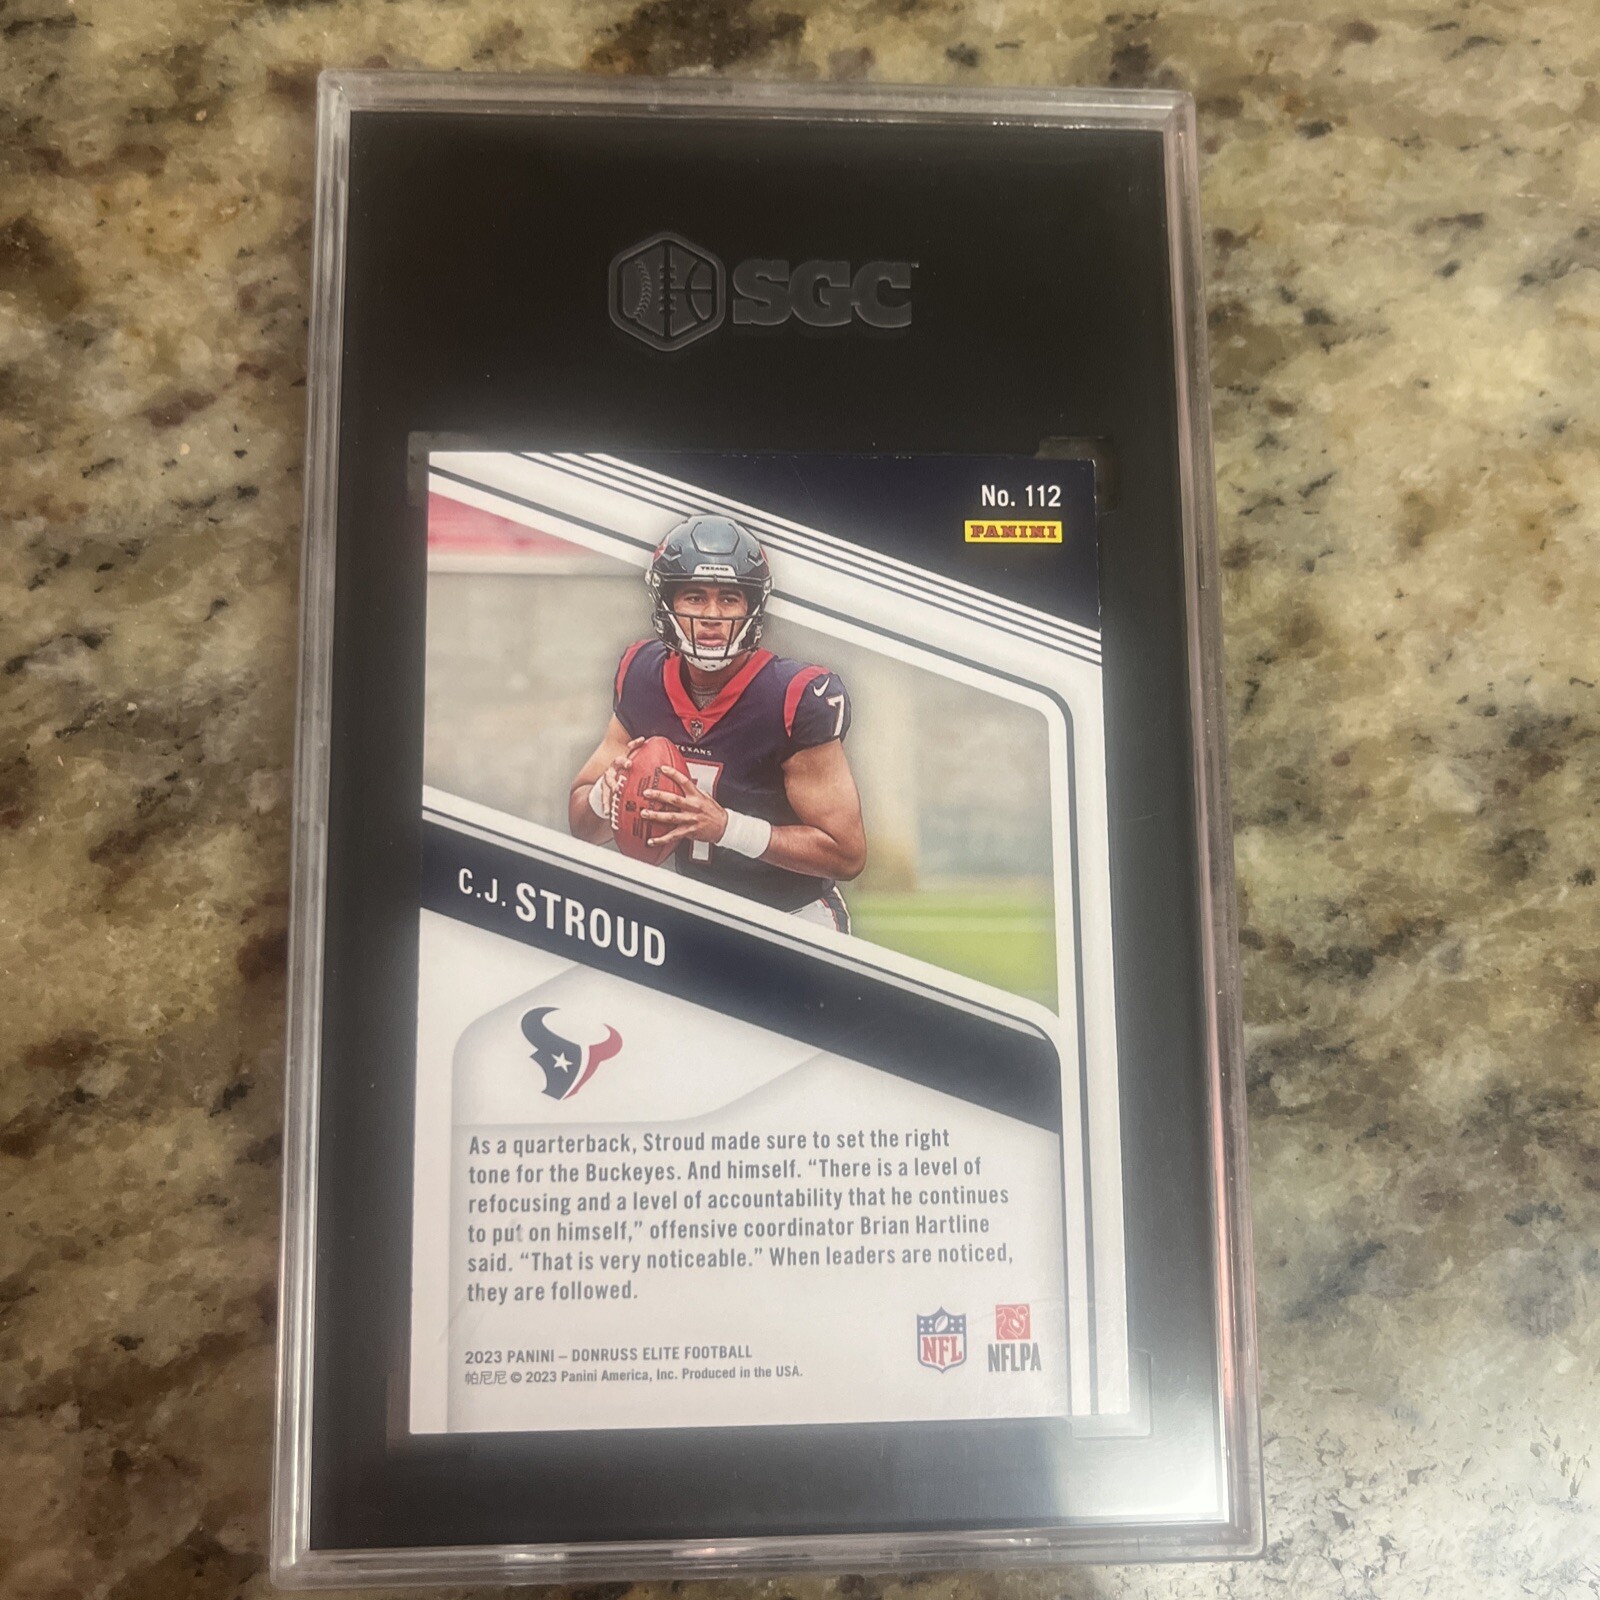 SGC
No. 112
PANINI
TEXANS
7
TEXANS
7
C.J. STROUD
As a quarterback, Stroud made sure to set the right
tone for the Buckeyes. And himself. “There is a level of
refocusing and a level of accountability that he continues
to put on himself,” offensive coordinator Brian Hartline
said. “That is very noticeable.” When leaders are noticed,
they are followed.
NFL
NFLPA
2023 PANINI – DONRUSS ELITE FOOTBALL
帕尼尼 © 2023 Panini America, Inc. Produced in the USA.